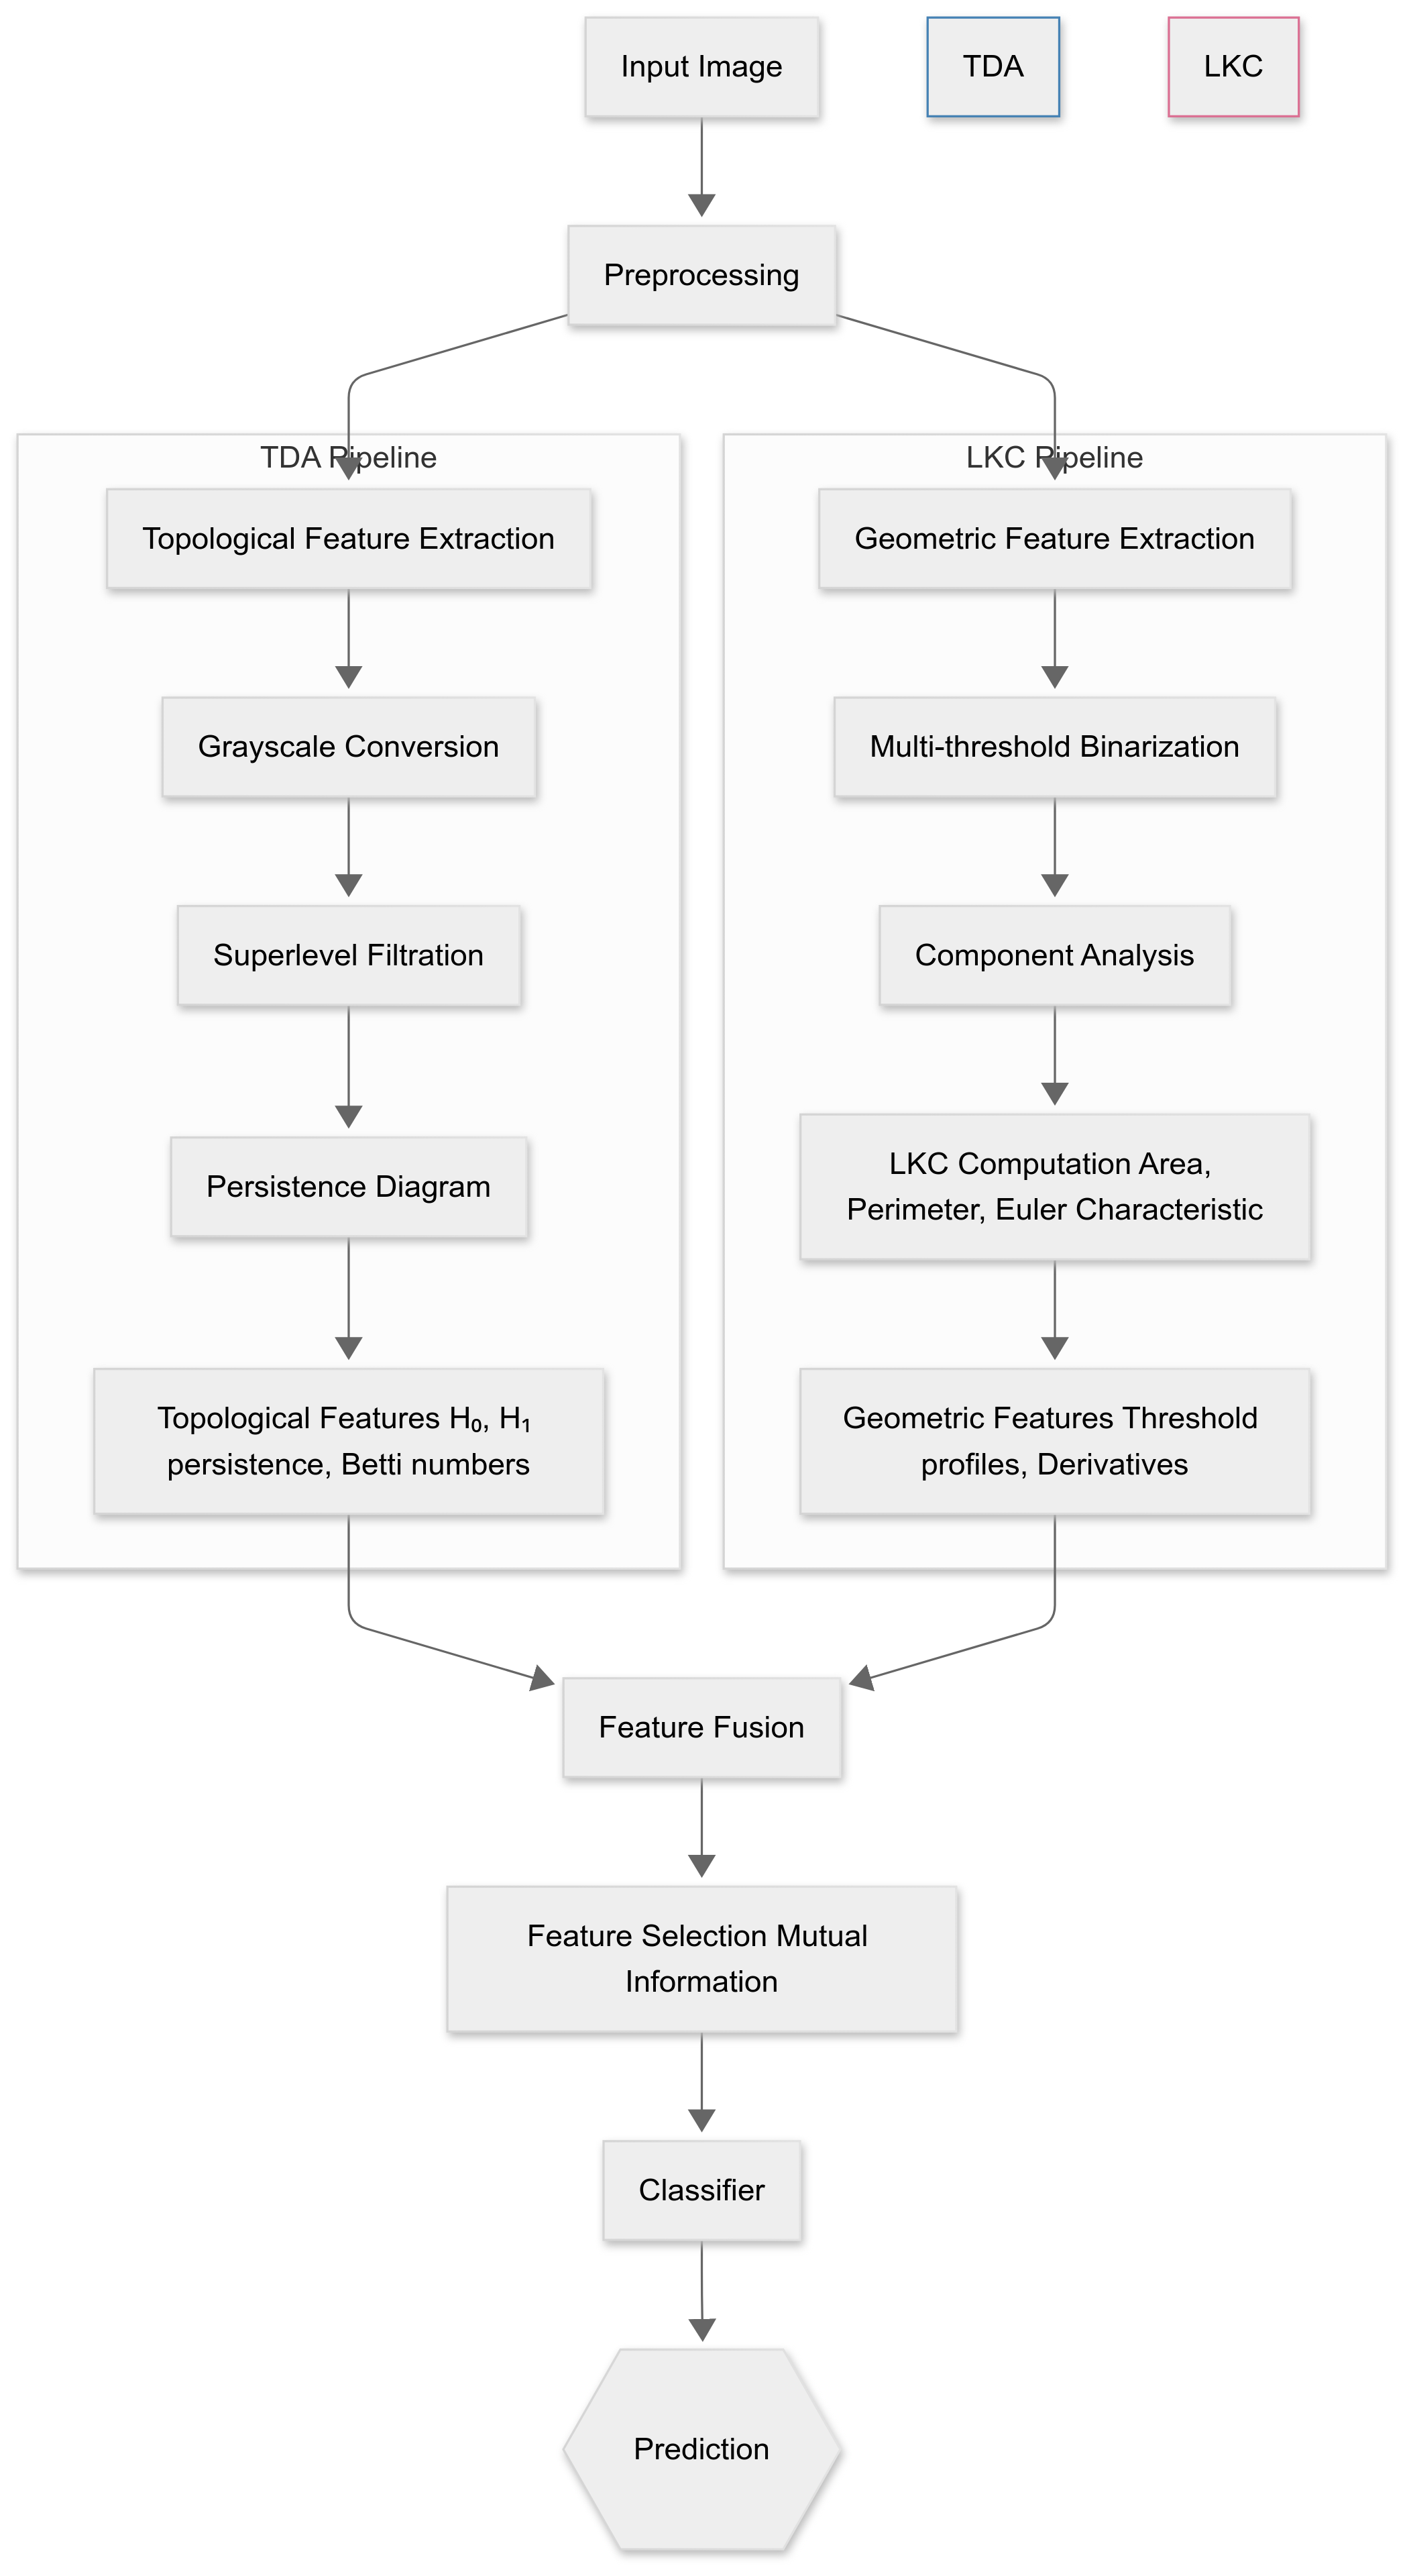 Input Image
TDA
LKC
Preprocessing
TDA Pipeline
Topological Feature Extraction
Grayscale Conversion
Superlevel Filtration
Persistence Diagram
Topological Features H₀, H₁
persistence, Betti numbers
LKC Pipeline
Geometric Feature Extraction
Multi-threshold Binarization
Component Analysis
LKC Computation Area,
Perimeter, Euler Characteristic
Geometric Features Threshold
profiles, Derivatives
Feature Fusion
Feature Selection Mutual
Information
Classifier
Prediction